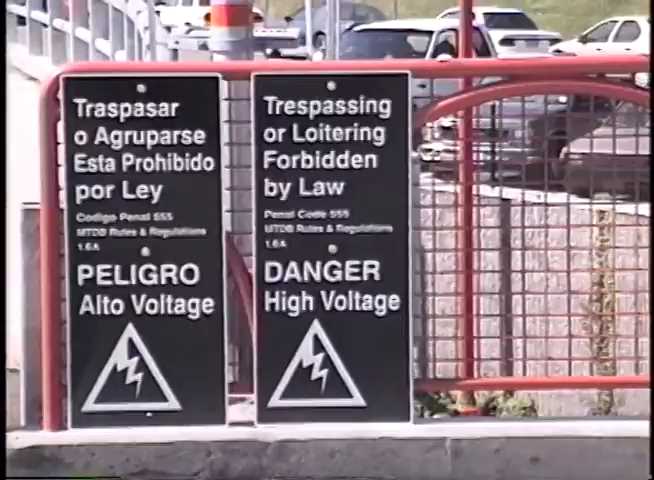 Traspasar
o Agruparse
Esta Prohibido
por Ley
Codigo Penal 555
MTDB Rules & Regulations
1.6A
PELIGRO
Alto Voltage
Trespassing
or Loitering
Forbidden
by Law
Penal Code 555
MTDB Rules & Regulations
1.6A
DANGER
High Voltage